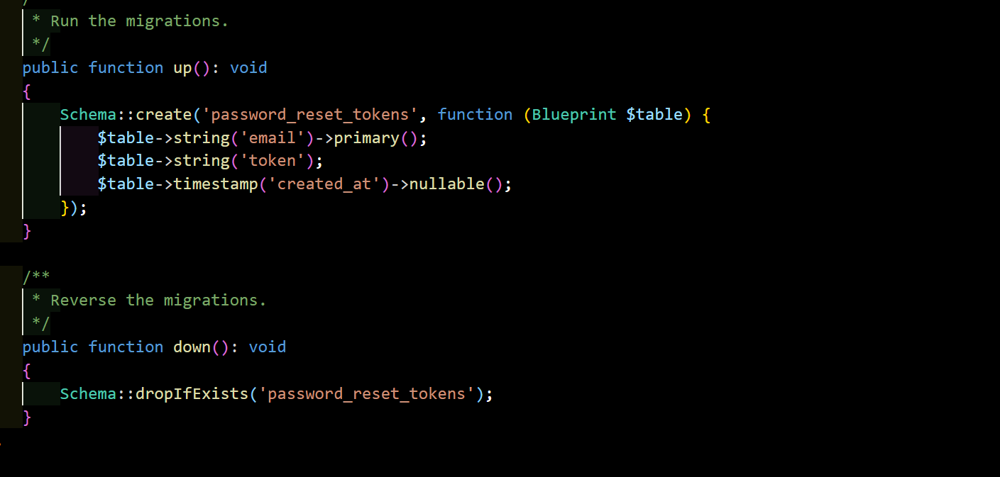 * Run the migrations.
*/
public function up(): void
{
Schema::create('password_reset_tokens', function (Blueprint $table) {
$table->string('email')->primary();
$table->string('token');
$table->timestamp('created_at')->nullable();
});
}
/**
* Reverse the migrations.
*/
public function down(): void
{
Schema::dropIfExists('password_reset_tokens');
}